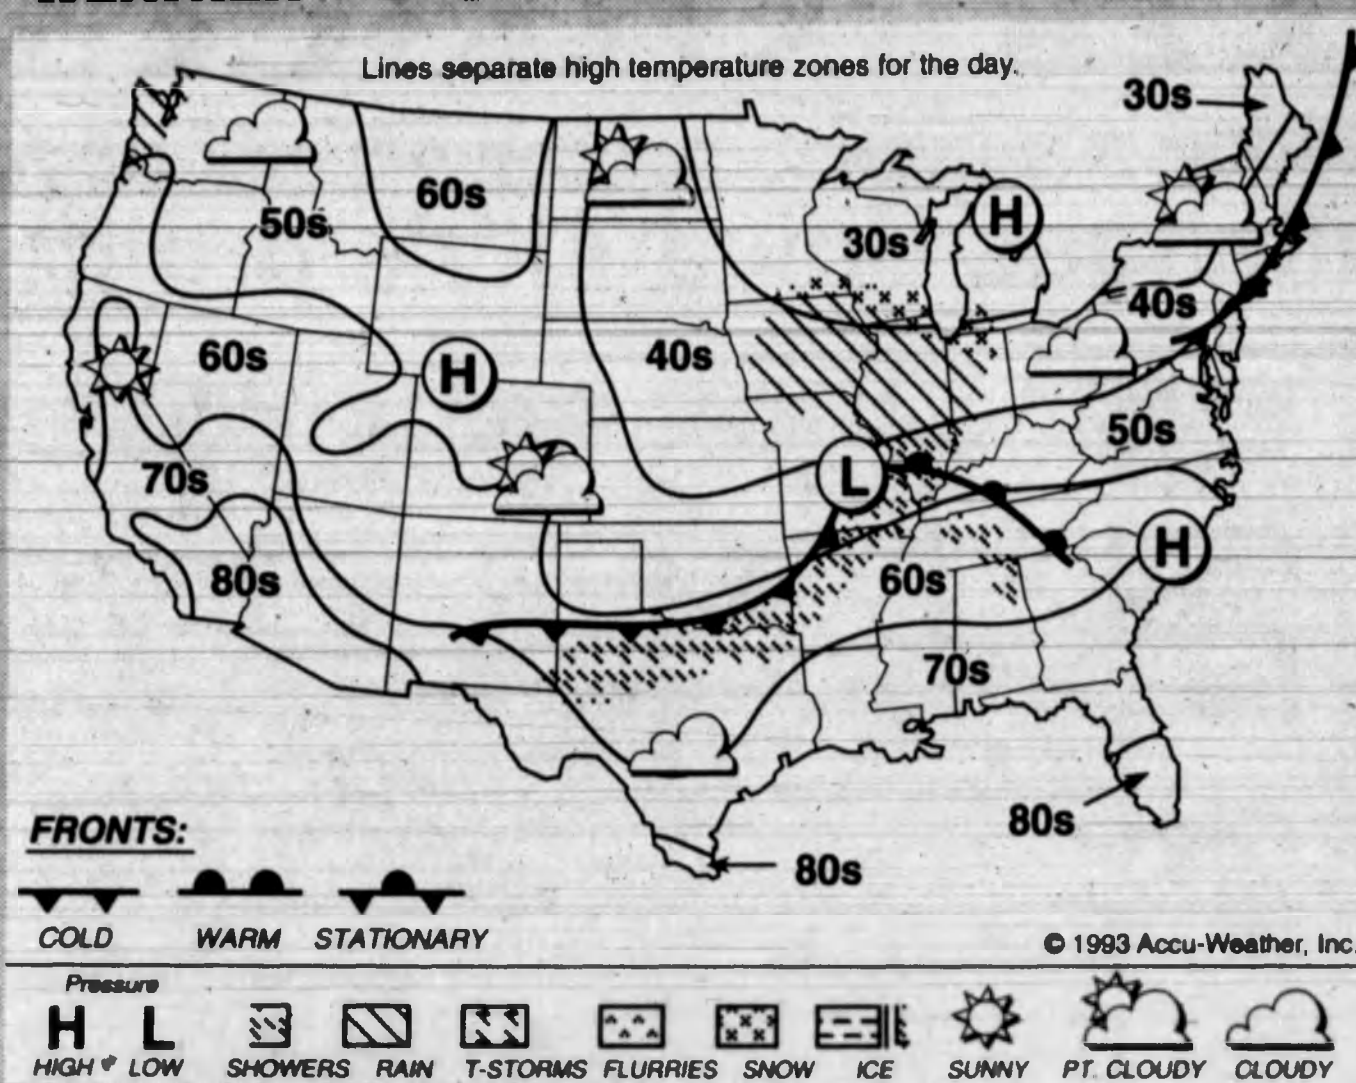 Lines separate high temperature zones for the day.
30s
60s
50s
30s
H
40s
60s
H
40s
50s
70s
L
H
80s
60s
70s
80s
80s
FRONTS:
COLD WARM STATIONARY
© 1993 Accu-Weather, Inc.
Pressure
H L
HIGH LOW SHOWERS RAIN T-STORMS FLURRIES SNOW ICE SUNNY PT. CLOUDY CLOUDY